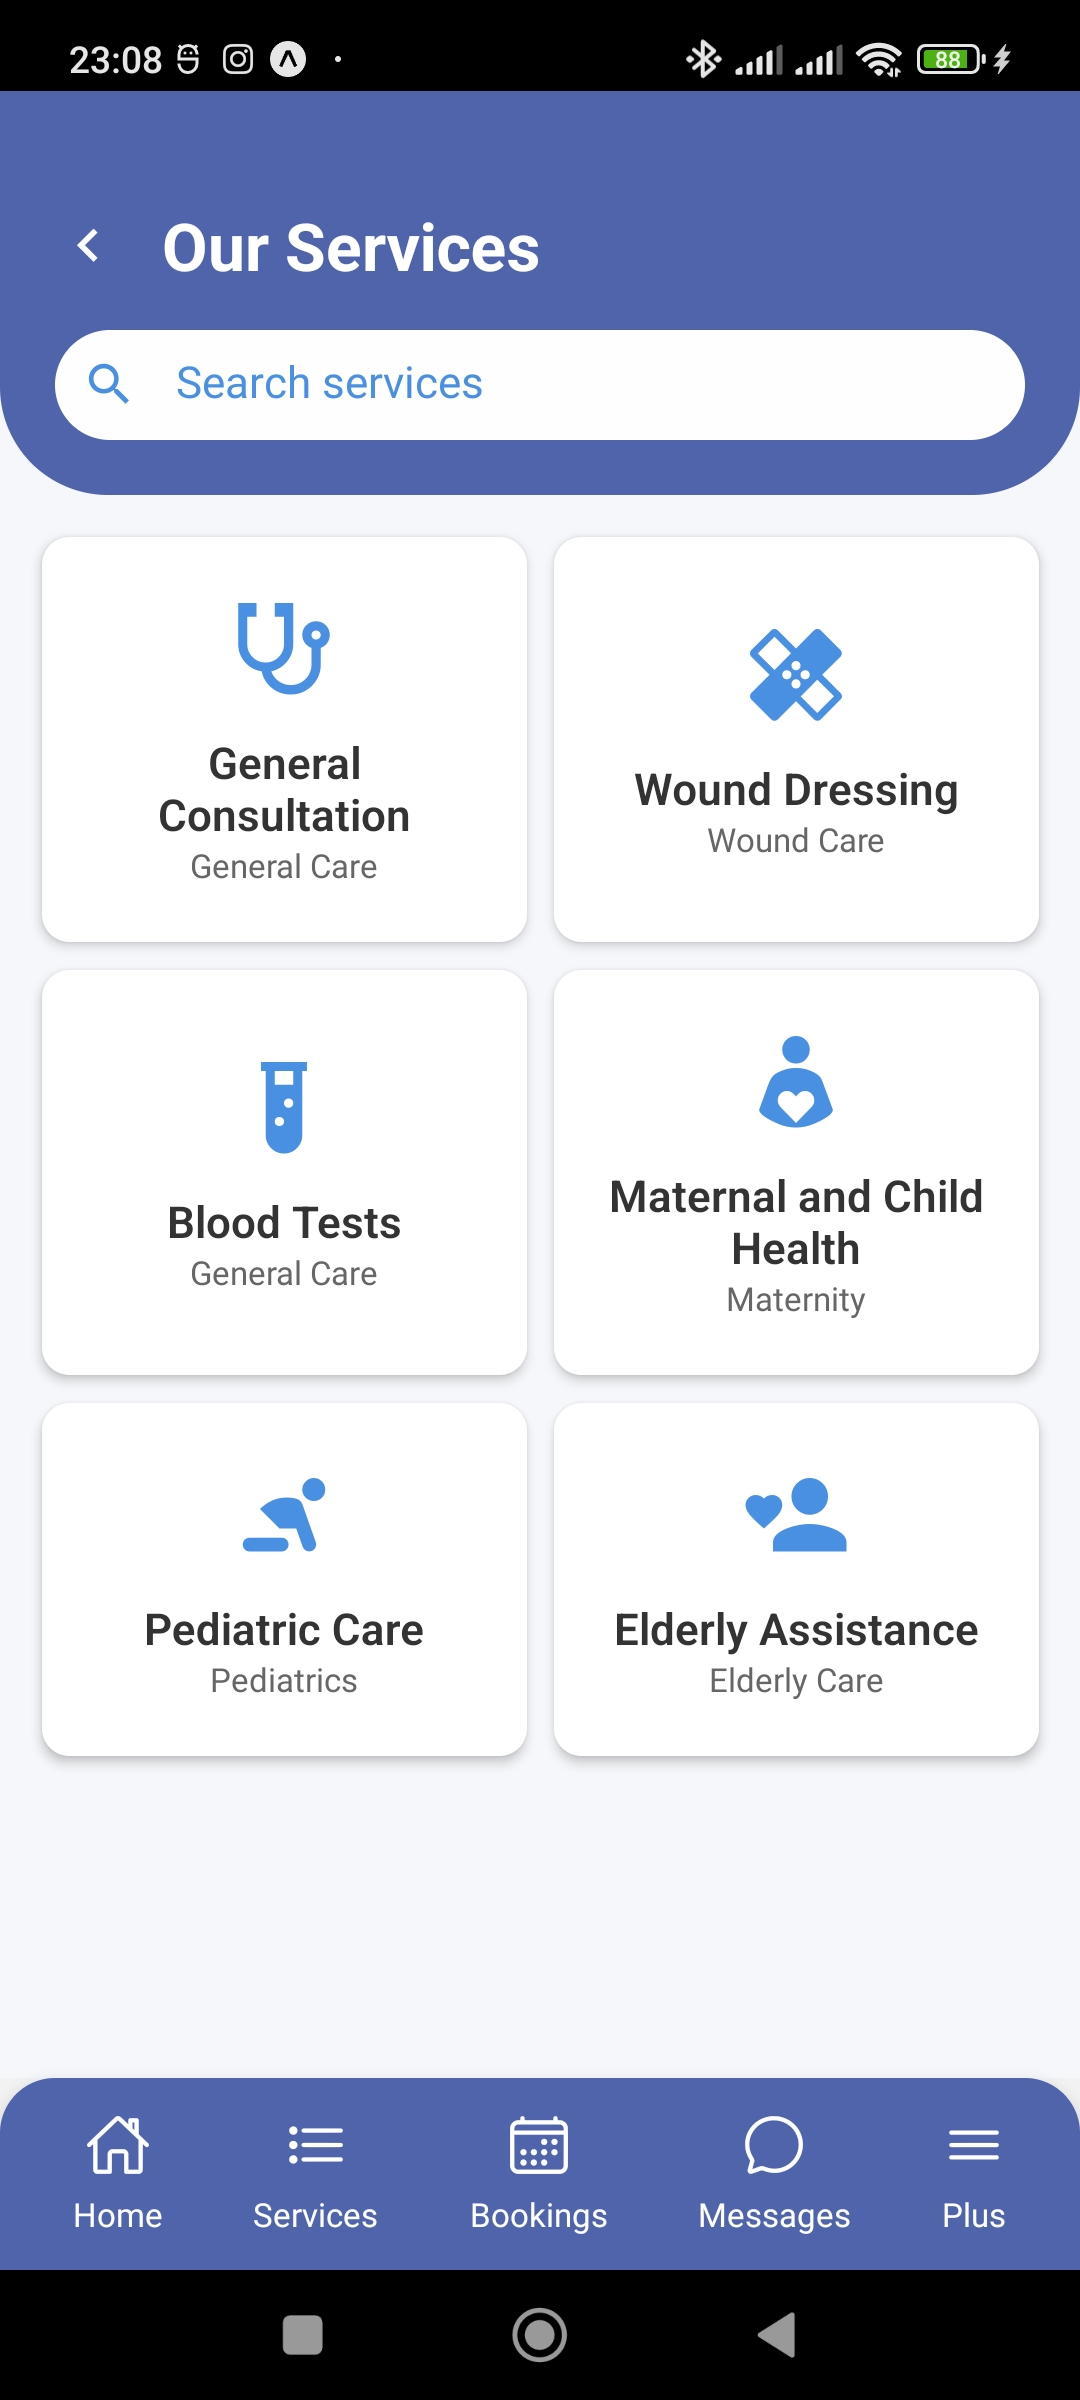 23:08
88
Our Services
Search services
General
Consultation
General Care
Wound Dressing
Wound Care
Blood Tests
General Care
Maternal and Child
Health
Maternity
Pediatric Care
Pediatrics
Elderly Assistance
Elderly Care
Home
Services
Bookings
Messages
Plus